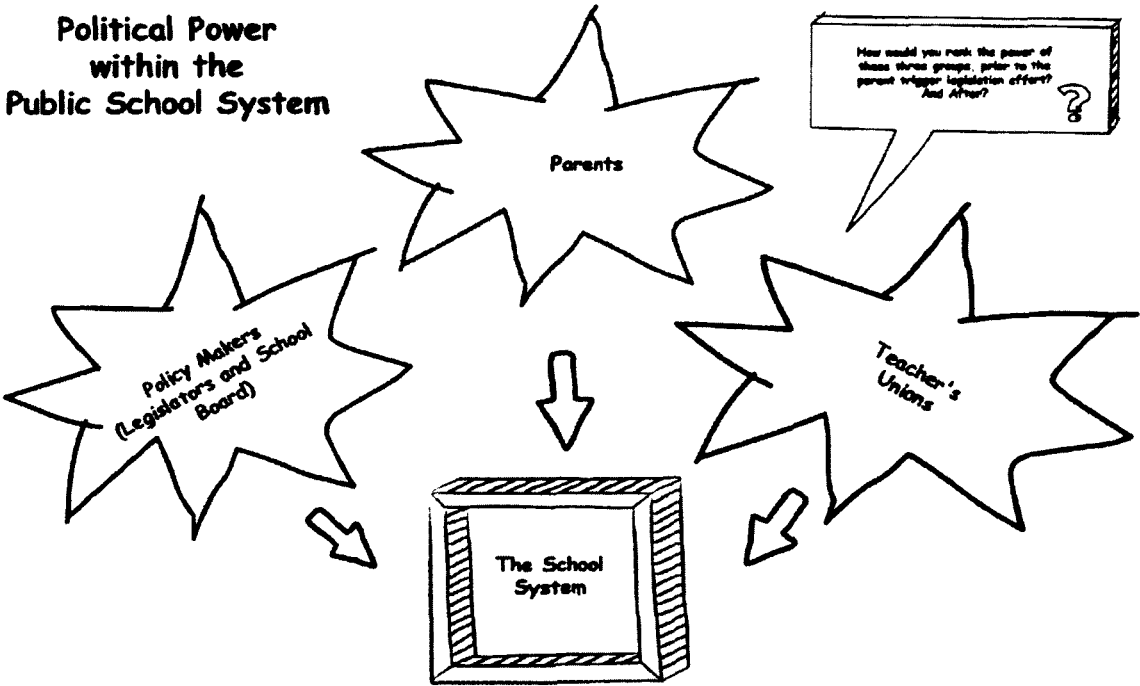 Political Power
within the
Public School System
How would you rank the power of
these three groups, prior to the
parent trigger legislation effort?
And After?
?
Parents
Policy Makers
(Legislators and School
Board)
Teacher's
Unions
The School
System